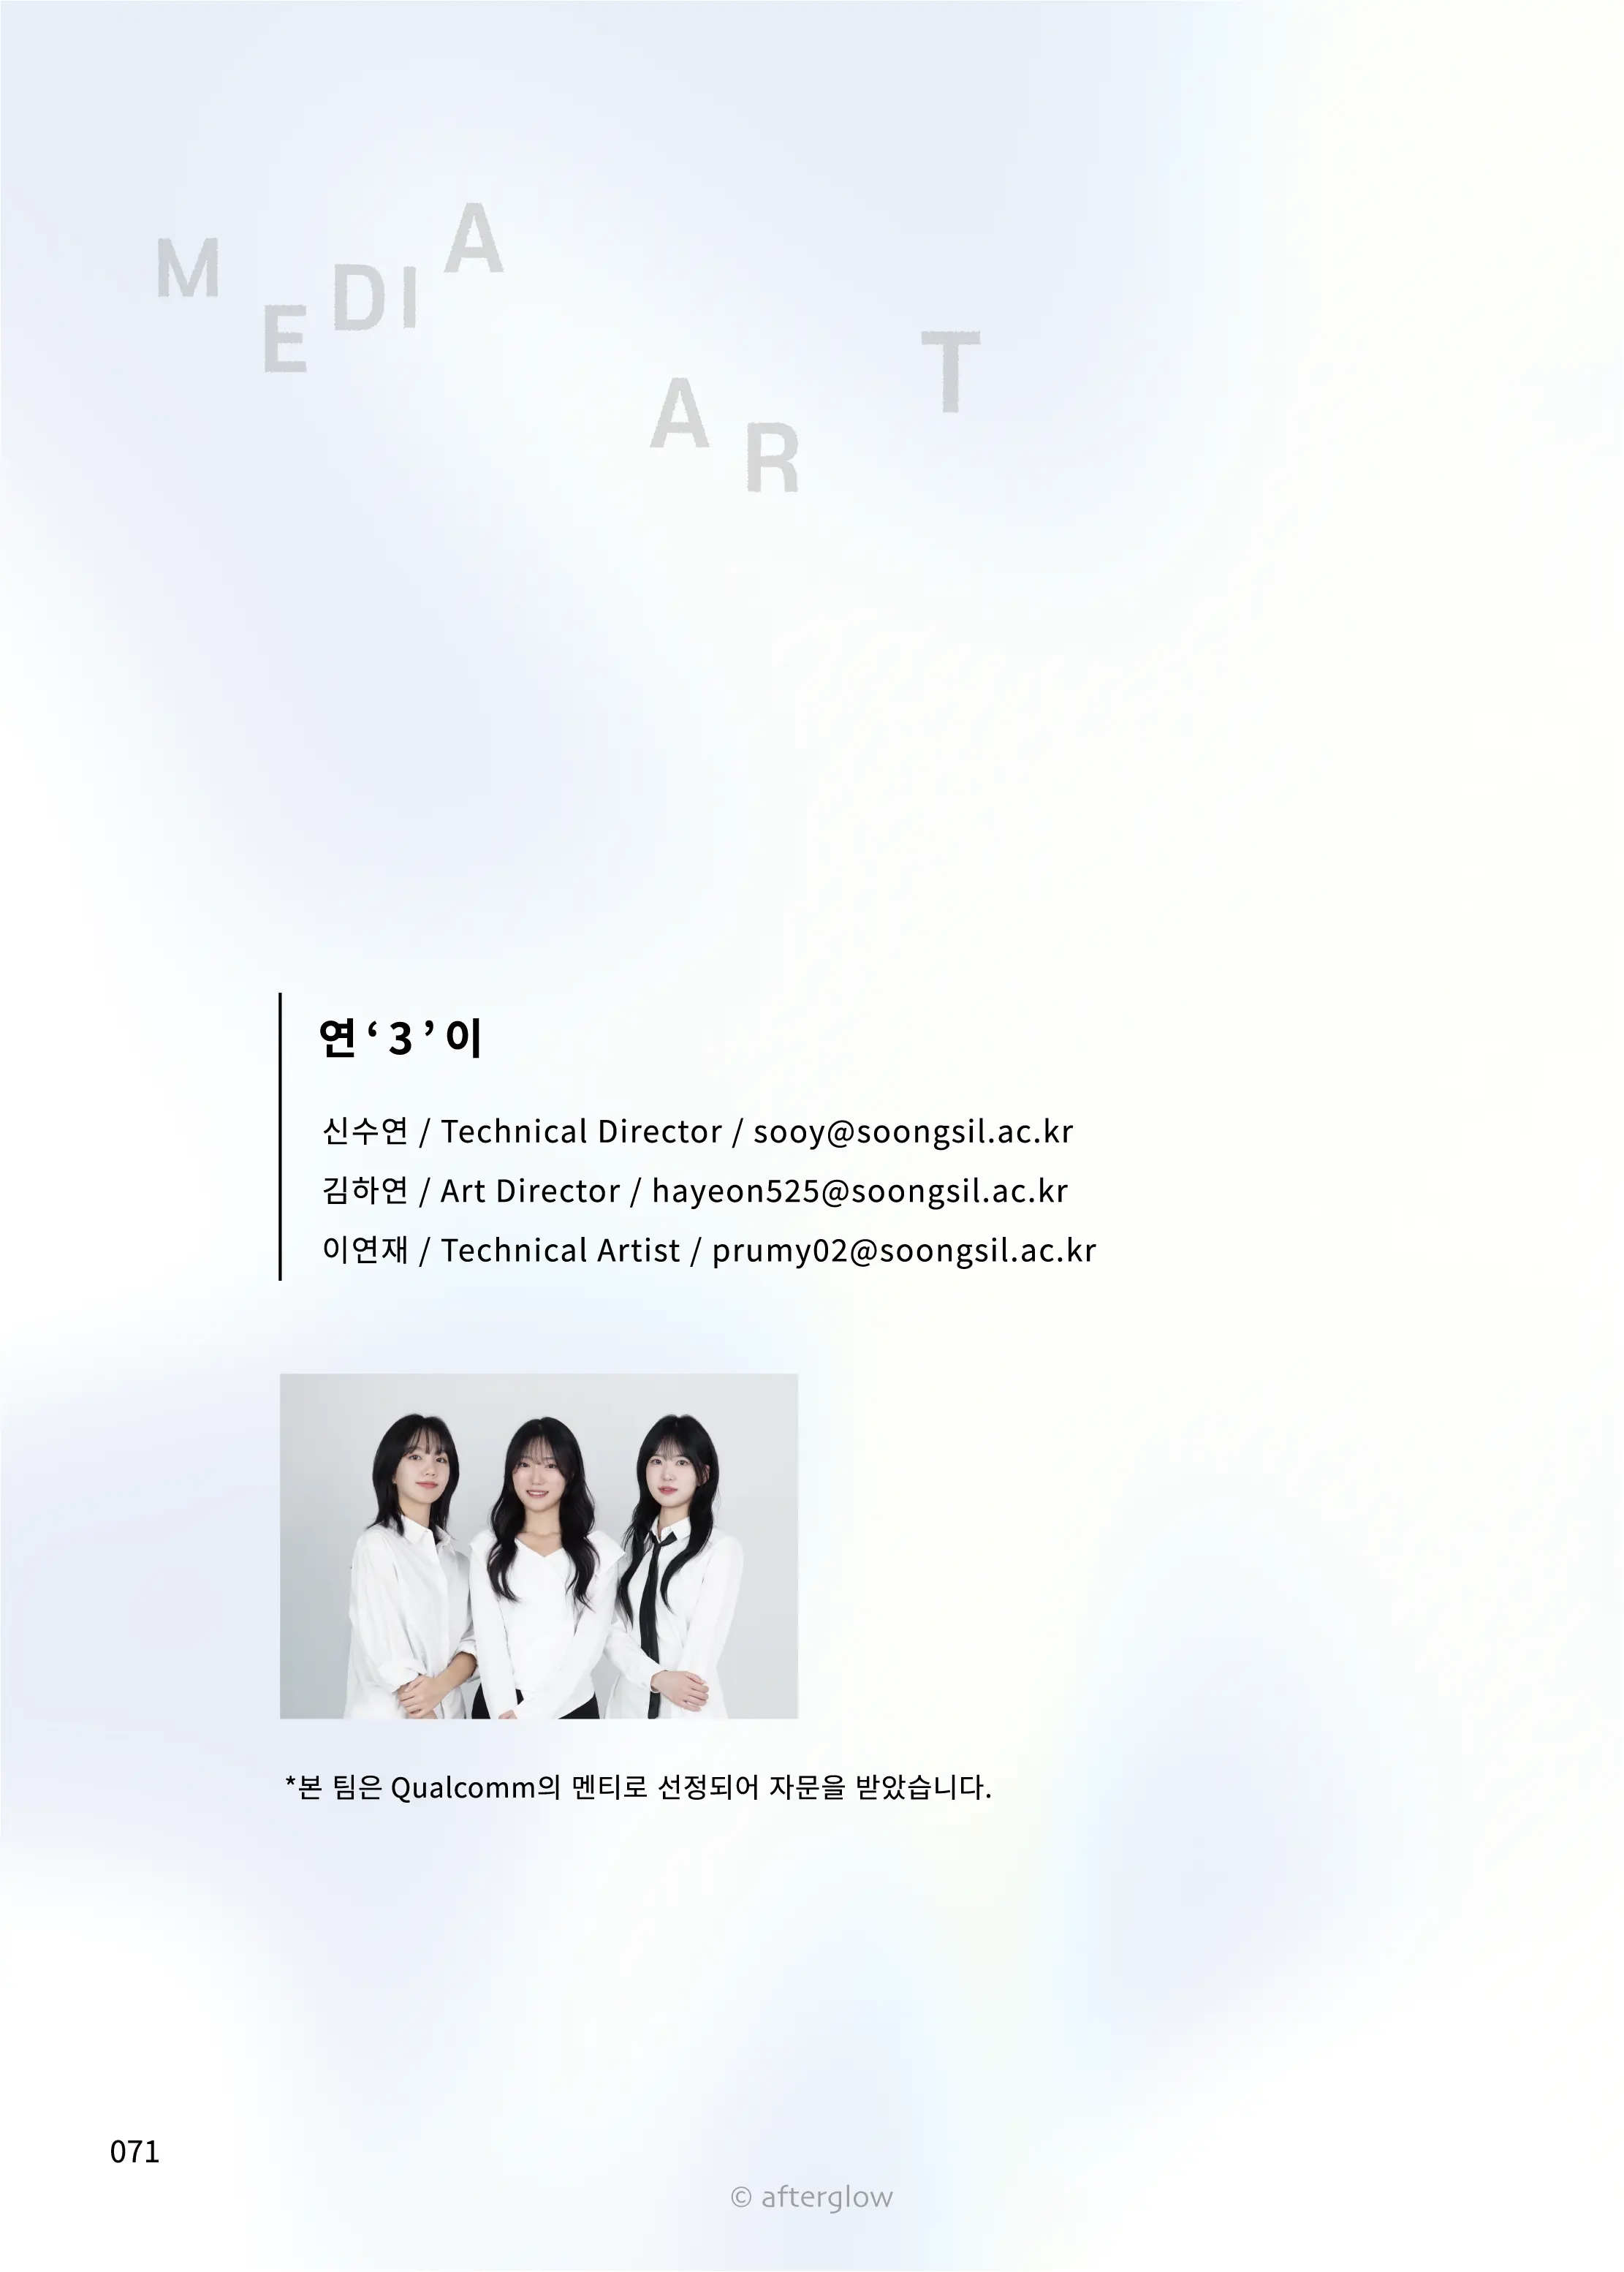 MEDIA
ART
연‘3’이
신수연 / Technical Director / sooy@soongsil.ac.kr
김하연 / Art Director / hayeon525@soongsil.ac.kr
이연재 / Technical Artist / prumy02@soongsil.ac.kr
*본 팀은 Qualcomm의 멘티로 선정되어 자문을 받았습니다.
071
© afterglow